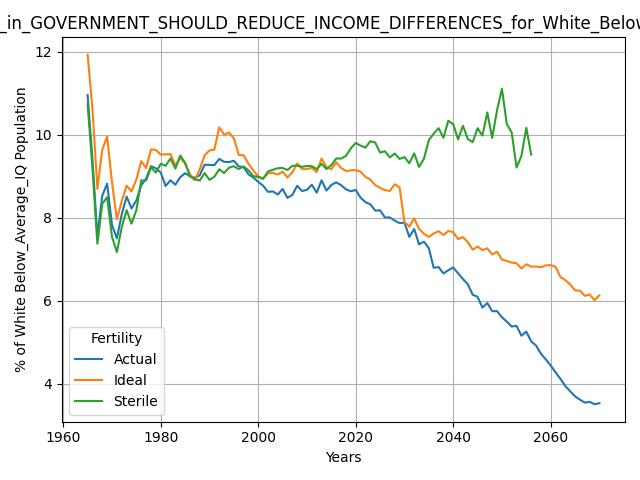 _in_GOVERNMENT_SHOULD_REDUCE_INCOME_DIFFERENCES_for_White_Below
% of White Below_Average_IQ Population
12
10
8
6
4
Fertility
Actual
Ideal
Sterile
1960
1980
2000
2020
2040
2060
Years